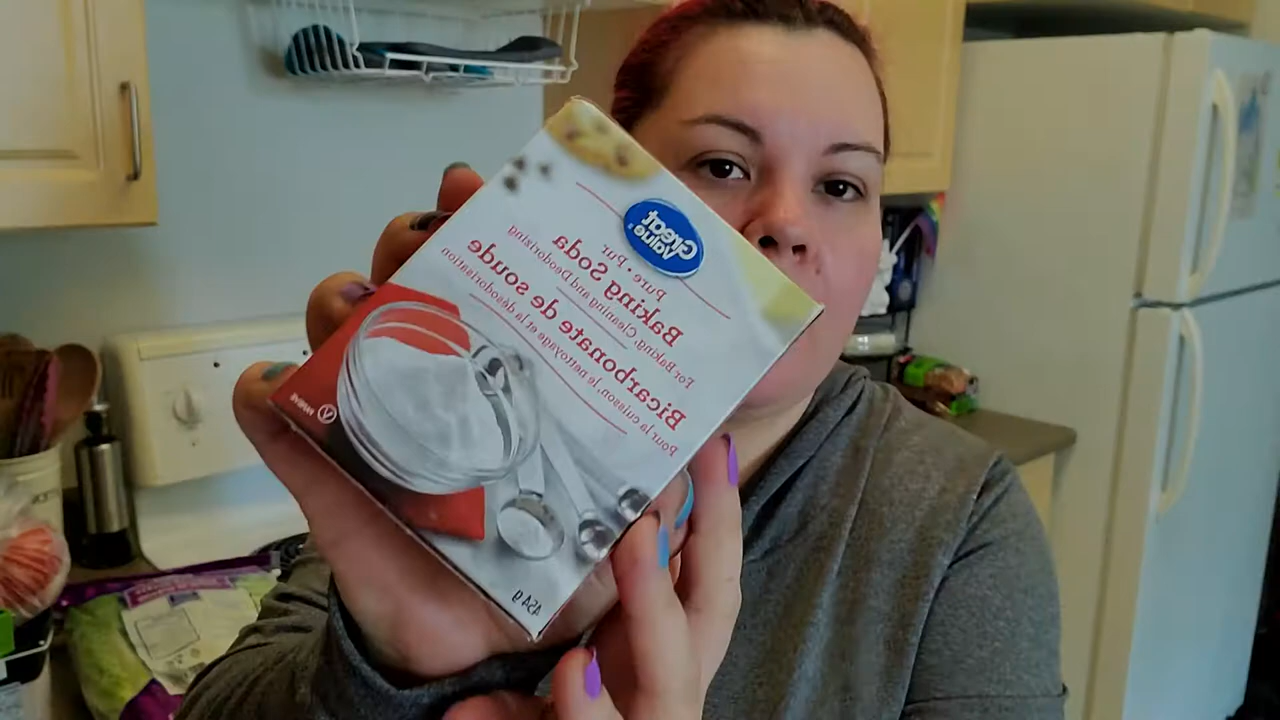 Great
Value
Pure • Pur
Baking Soda
For Baking, Cleaning and Deodorizing
Bicarbonate de soude
Pour la cuisson, le nettoyage et la désodorisation
454 g